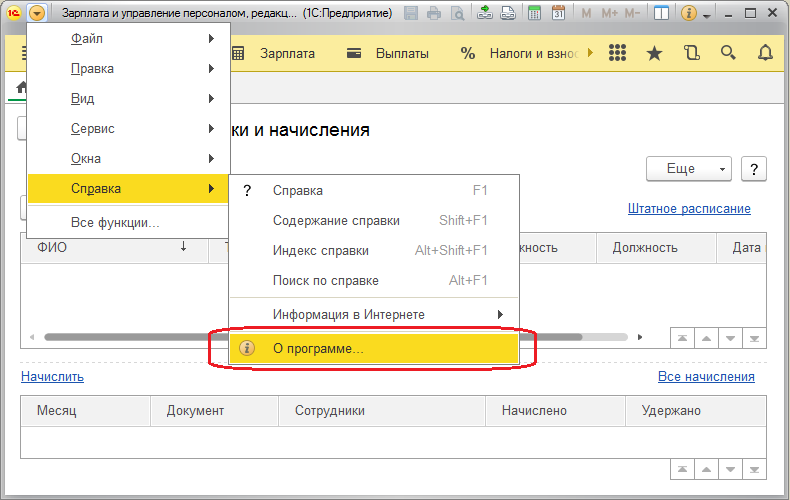 Зарплата и управление персоналом, редакц... (1С:Предприятие)
M M+ M-
Файл
Правка
Вид
Сервис
Окна
Справка
Все функции...
Зарплата
Выплаты
% Налоги и взно
ки и начисления
Еще
?
Штатное расписание
? Справка F1
Содержание справки Shift+F1
Индекс справки Alt+Shift+F1
Поиск по справке Alt+F1
Информация в Интернете
О программе...
ФИО
Т
жность
Должность
Дата
Начислить
Все начисления
Месяц
Документ
Сотрудники
Начислено
Удержано